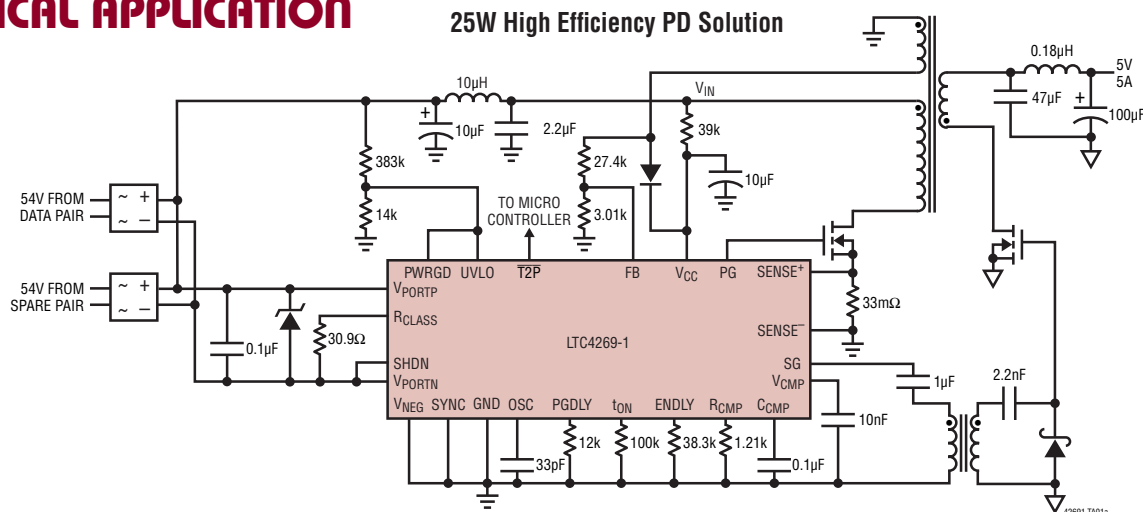 ICAL APPLICATION
25W High Efficiency PD Solution
10µH
VIN
0.18µH
5V
5A
+
10µF
2.2µF
39k
47µF
+
100µF
383k
27.4k
10µF
54V FROM
DATA PAIR
~ +
~ −
14k
TO MICRO
CONTROLLER
3.01k
PWRGD UVLO T2P FB VCC PG SENSE+
54V FROM
SPARE PAIR
~ +
~ −
VPORTP
33mΩ
RCLASS
0.1µF
30.9Ω
LTC4269-1
SENSE−
SHDN
SG
VPORTN
VCMP
1µF
2.2nF
VNEG SYNC GND OSC PGDLY tON ENDLY RCMP CCMP
10nF
12k
100k
38.3k
1.21k
33pF
0.1µF
42691 TA01a